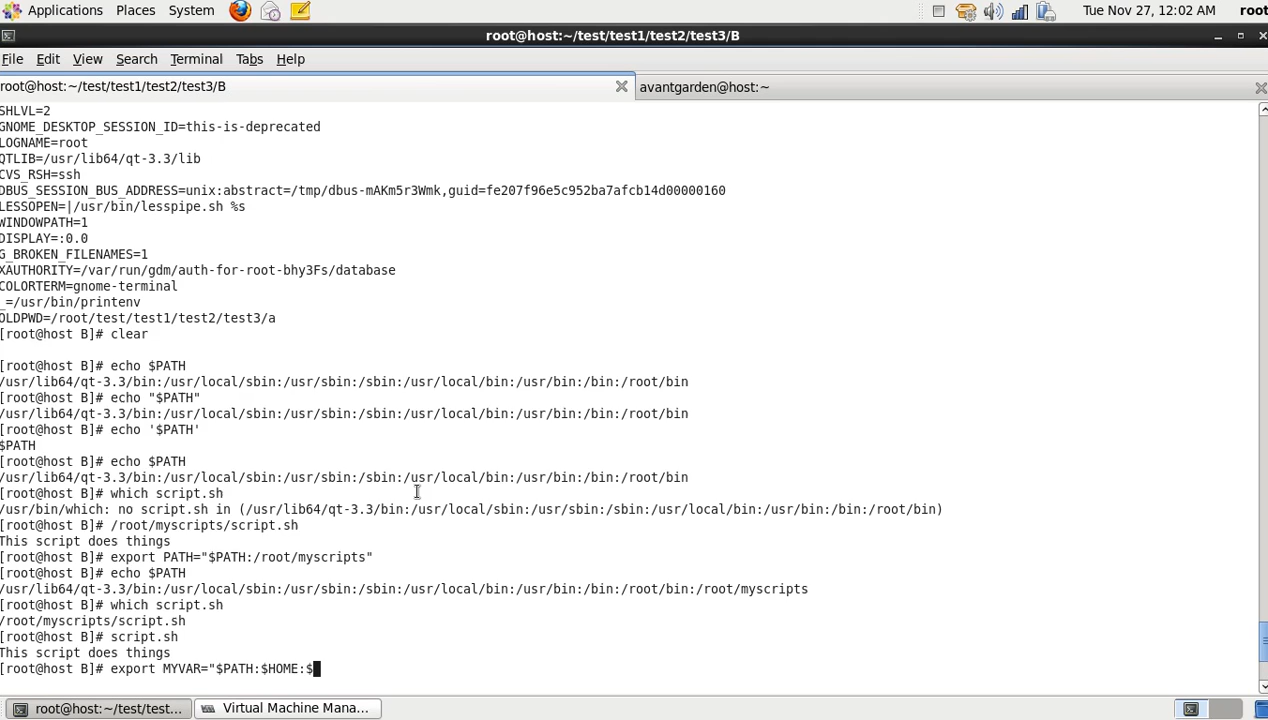 Applications Places System Tue Nov 27, 12:02 AM root
root@host:~/test/test1/test2/test3/B
File Edit View Search Terminal Tabs Help
root@host:~/test/test1/test2/test3/B avantgarden@host:~
SHLVL=2
GNOME_DESKTOP_SESSION_ID=this-is-deprecated
LOGNAME=root
QTLIB=/usr/lib64/qt-3.3/lib
CVS_RSH=ssh
DBUS_SESSION_BUS_ADDRESS=unix:abstract=/tmp/dbus-mAKm5r3Wmk,guid=fe207f96e5c952ba7afcb14d00000160
LESSOPEN=|/usr/bin/lesspipe.sh %s
WINDOWPATH=1
DISPLAY=:0.0
G_BROKEN_FILENAMES=1
XAUTHORITY=/var/run/gdm/auth-for-root-bhy3Fs/database
COLORTERM=gnome-terminal
_=/usr/bin/printenv
OLDPWD=/root/test/test1/test2/test3/a
[root@host B]# clear
[root@host B]# echo $PATH
/usr/lib64/qt-3.3/bin:/usr/local/sbin:/usr/sbin:/sbin:/usr/local/bin:/usr/bin:/bin:/root/bin
[root@host B]# echo "$PATH"
/usr/lib64/qt-3.3/bin:/usr/local/sbin:/usr/sbin:/sbin:/usr/local/bin:/usr/bin:/bin:/root/bin
[root@host B]# echo '$PATH'
$PATH
[root@host B]# echo $PATH
/usr/lib64/qt-3.3/bin:/usr/local/sbin:/usr/sbin:/sbin:/usr/local/bin:/usr/bin:/bin:/root/bin
[root@host B]# which script.sh
/usr/bin/which: no script.sh in (/usr/lib64/qt-3.3/bin:/usr/local/sbin:/usr/sbin:/sbin:/usr/local/bin:/usr/bin:/bin:/root/bin)
[root@host B]# /root/myscripts/script.sh
This script does things
[root@host B]# export PATH="$PATH:/root/myscripts"
[root@host B]# echo $PATH
/usr/lib64/qt-3.3/bin:/usr/local/sbin:/usr/sbin:/sbin:/usr/local/bin:/usr/bin:/bin:/root/bin:/root/myscripts
[root@host B]# which script.sh
/root/myscripts/script.sh
[root@host B]# script.sh
This script does things
[root@host B]# export MYVAR="$PATH:$HOME:$
root@host:~/test/test... Virtual Machine Mana...